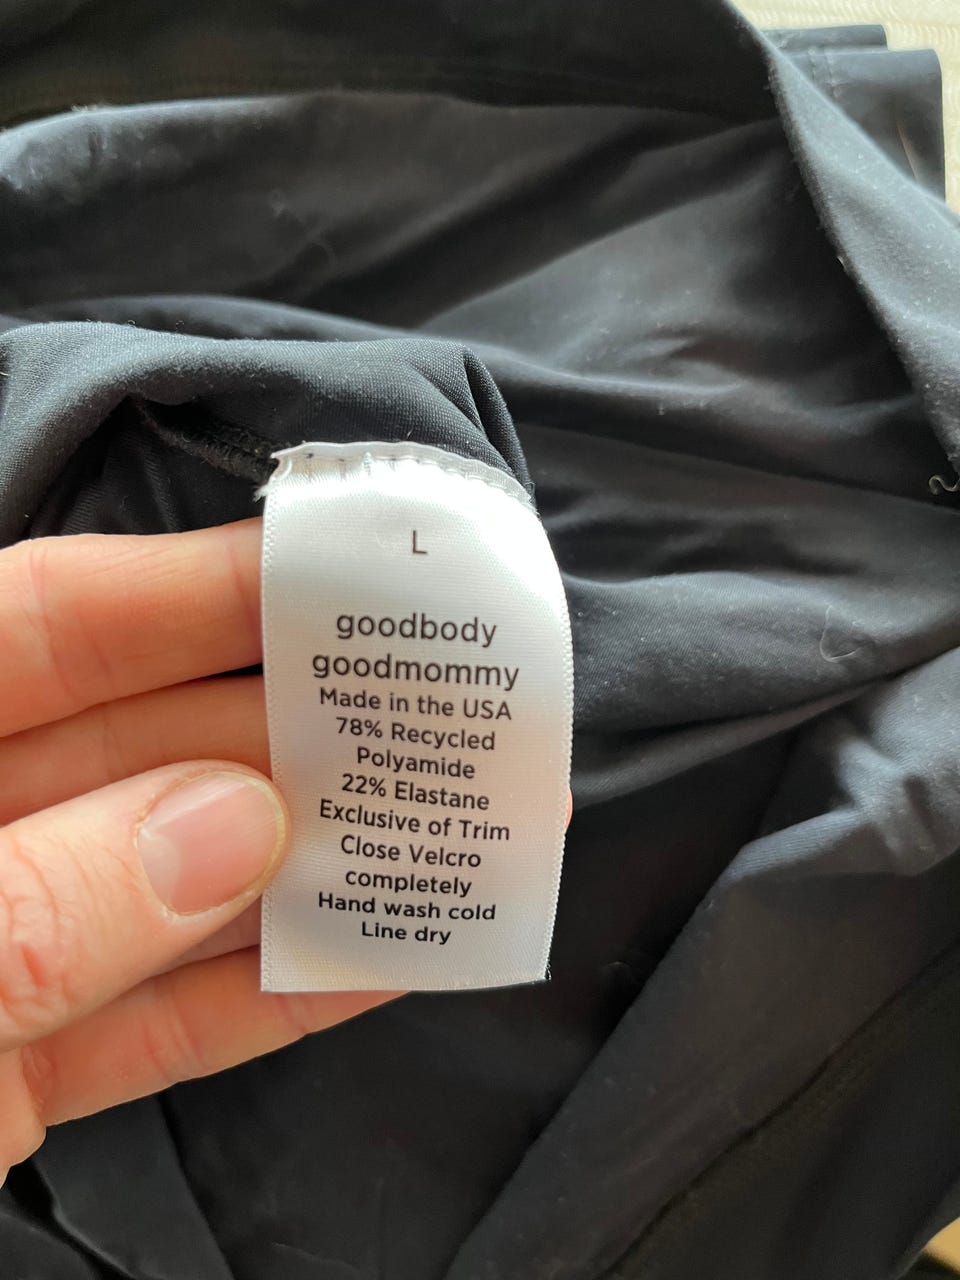 L
goodbody
goodmommy
Made in the USA
78% Recycled
Polyamide
22% Elastane
Exclusive of Trim
Close Velcro
completely
Hand wash cold
Line dry